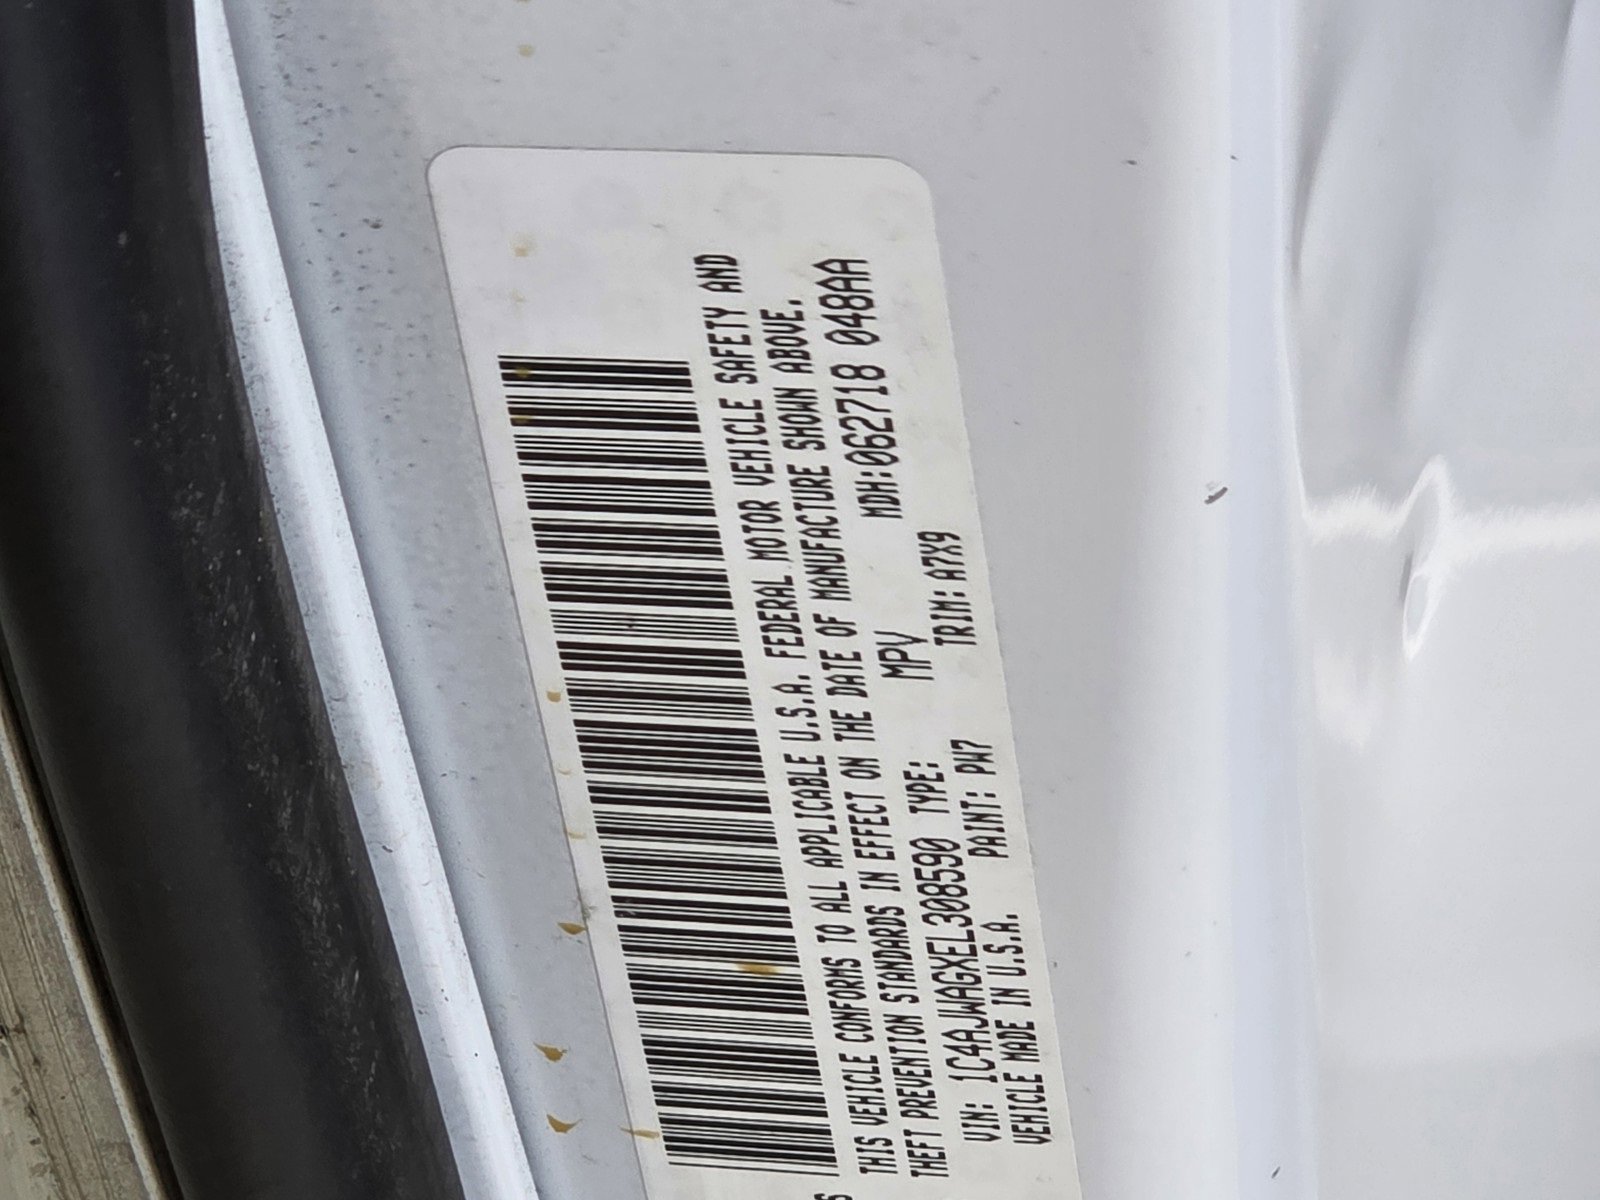 THIS VEHICLE CONFORMS TO ALL APPLICABLE U.S.A. FEDERAL MOTOR VEHICLE SAFETY AND
THEFT PREVENTION STANDARDS IN EFFECT ON THE DATE OF MANUFACTURE SHOWN ABOVE.
VIN: 1C4AJWAGXEL308590 TYPE: MPV MDH:062718 048AA
VEHICLE MADE IN U.S.A. PAINT: PW7 TRIM: A7X9